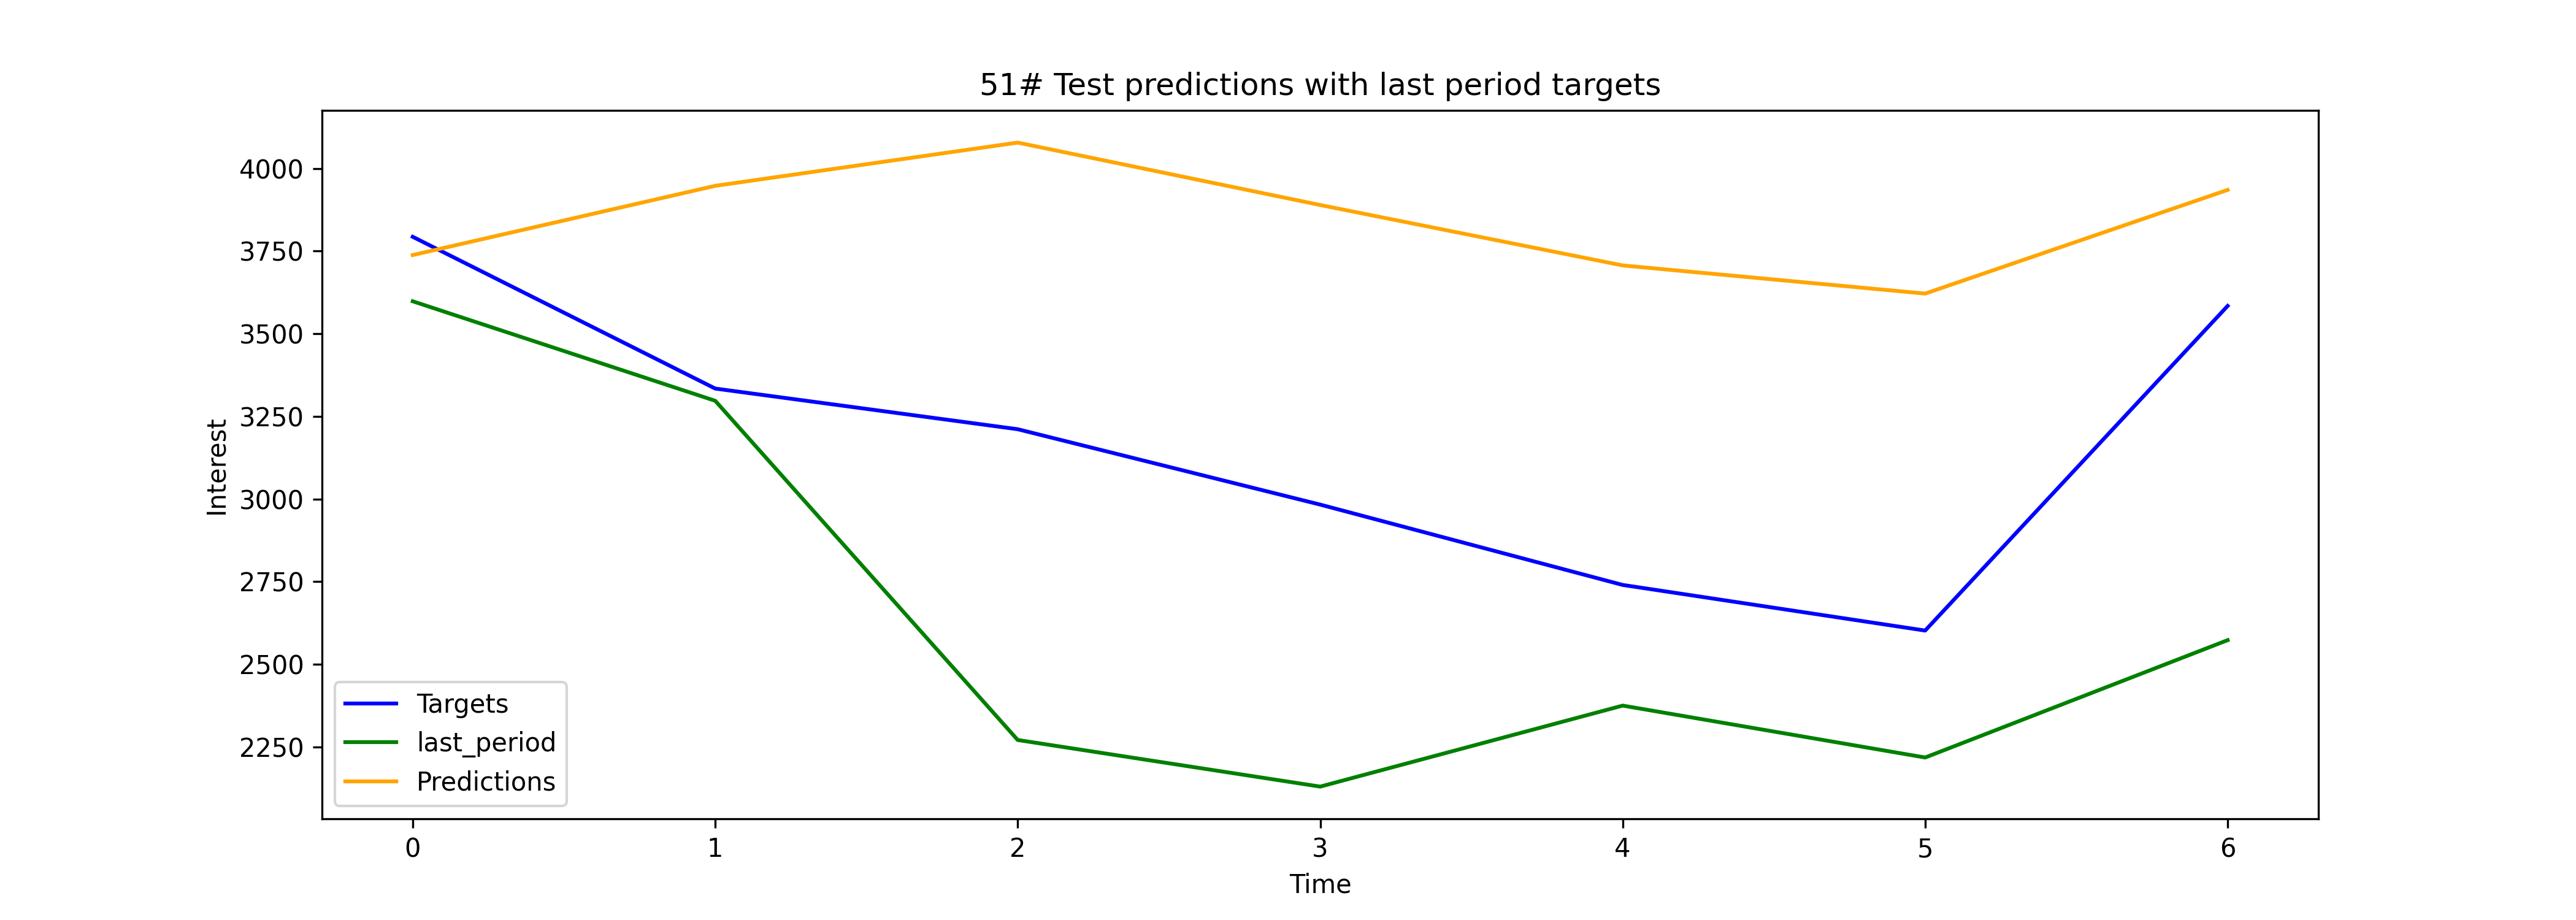 51# Test predictions with last period targets
4000
3750
3500
3250
3000
2750
2500
2250
Interest
Targets
last_period
Predictions
0 1 2 3 4 5 6
Time